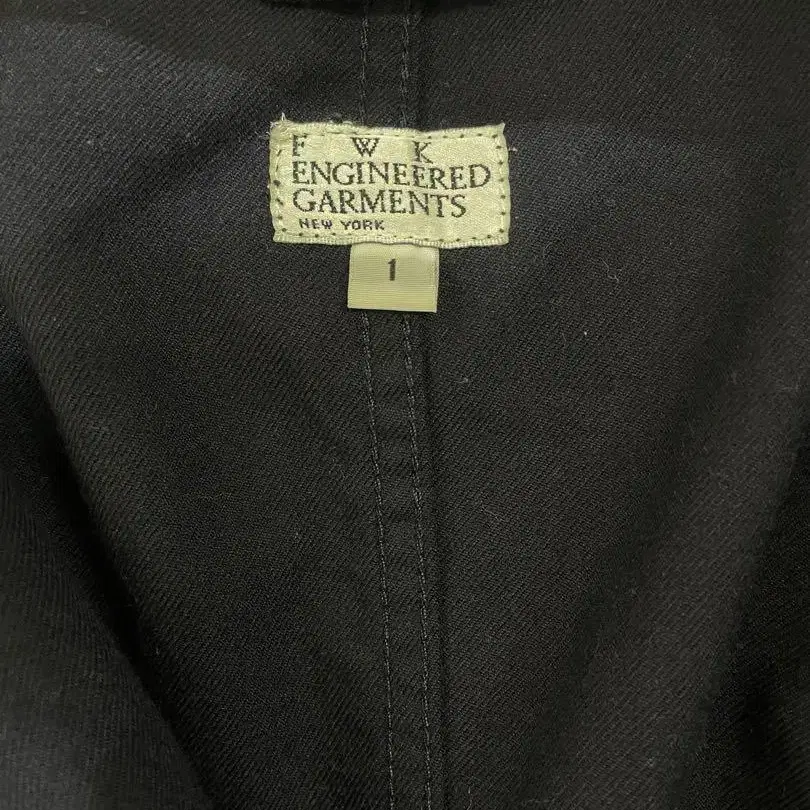 F W K
ENGINEERED
GARMENTS
NEW YORK
1